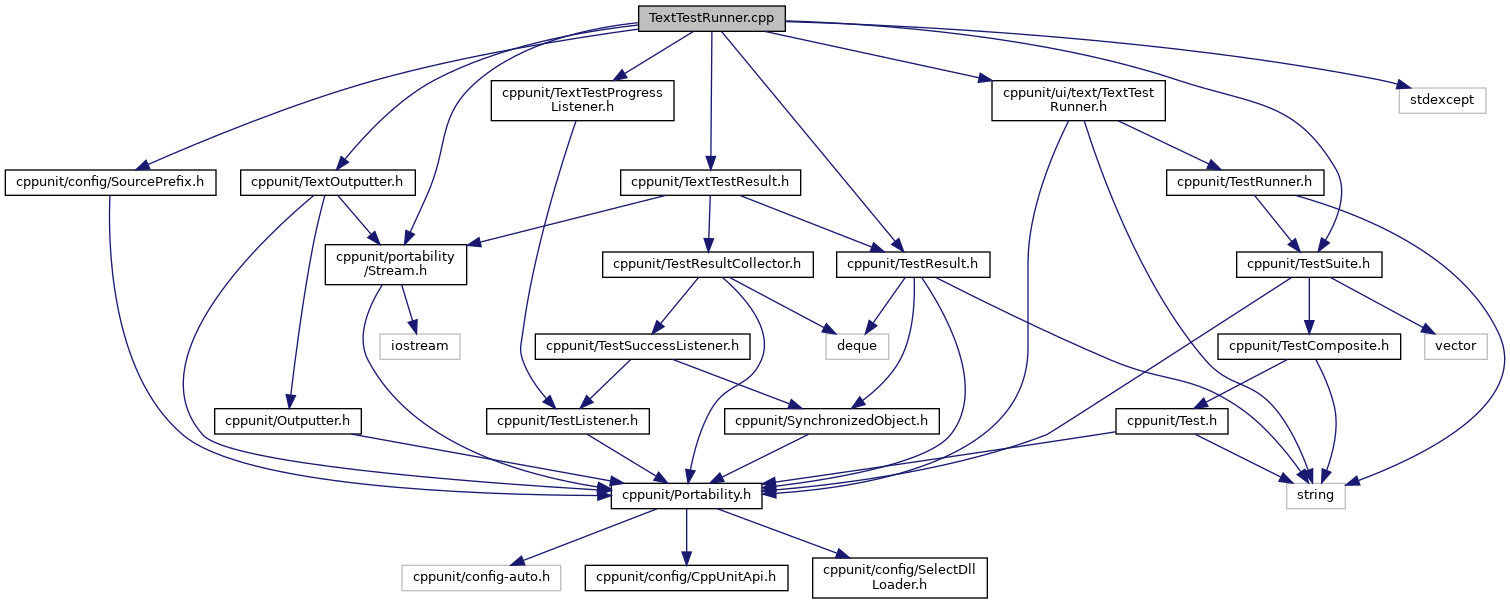 TextTestRunner.cpp
cppunit/TextTestProgress
Listener.h
cppunit/ui/text/TextTest
Runner.h
stdexcept
cppunit/config/SourcePrefix.h
cppunit/TextOutputter.h
cppunit/TextTestResult.h
cppunit/TestRunner.h
cppunit/portability
/Stream.h
cppunit/TestResultCollector.h
cppunit/TestResult.h
cppunit/TestSuite.h
iostream
cppunit/TestSuccessListener.h
deque
cppunit/TestComposite.h
vector
cppunit/Outputter.h
cppunit/TestListener.h
cppunit/SynchronizedObject.h
cppunit/Test.h
cppunit/Portability.h
string
cppunit/config-auto.h
cppunit/config/CppUnitApi.h
cppunit/config/SelectDll
Loader.h